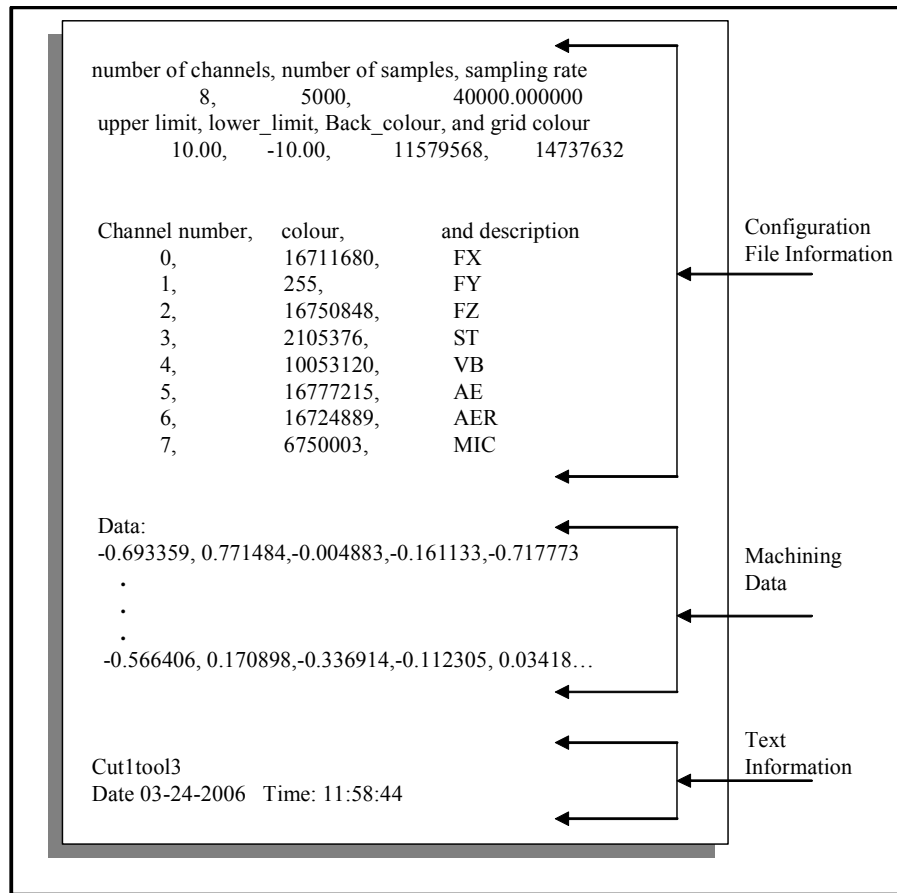 number of channels, number of samples, sampling rate
8, 5000, 40000.000000
upper limit, lower_limit, Back_colour, and grid colour
10.00, -10.00, 11579568, 14737632
Channel number, colour, and description
0, 16711680, FX
1, 255, FY
2, 16750848, FZ
3, 2105376, ST
4, 10053120, VB
5, 16777215, AE
6, 16724889, AER
7, 6750003, MIC
Configuration
File Information
Data:
-0.693359, 0.771484,-0.004883,-0.161133,-0.717773
.
.
.
-0.566406, 0.170898,-0.336914,-0.112305, 0.03418…
Machining
Data
Cut1tool3
Date 03-24-2006 Time: 11:58:44
Text
Information